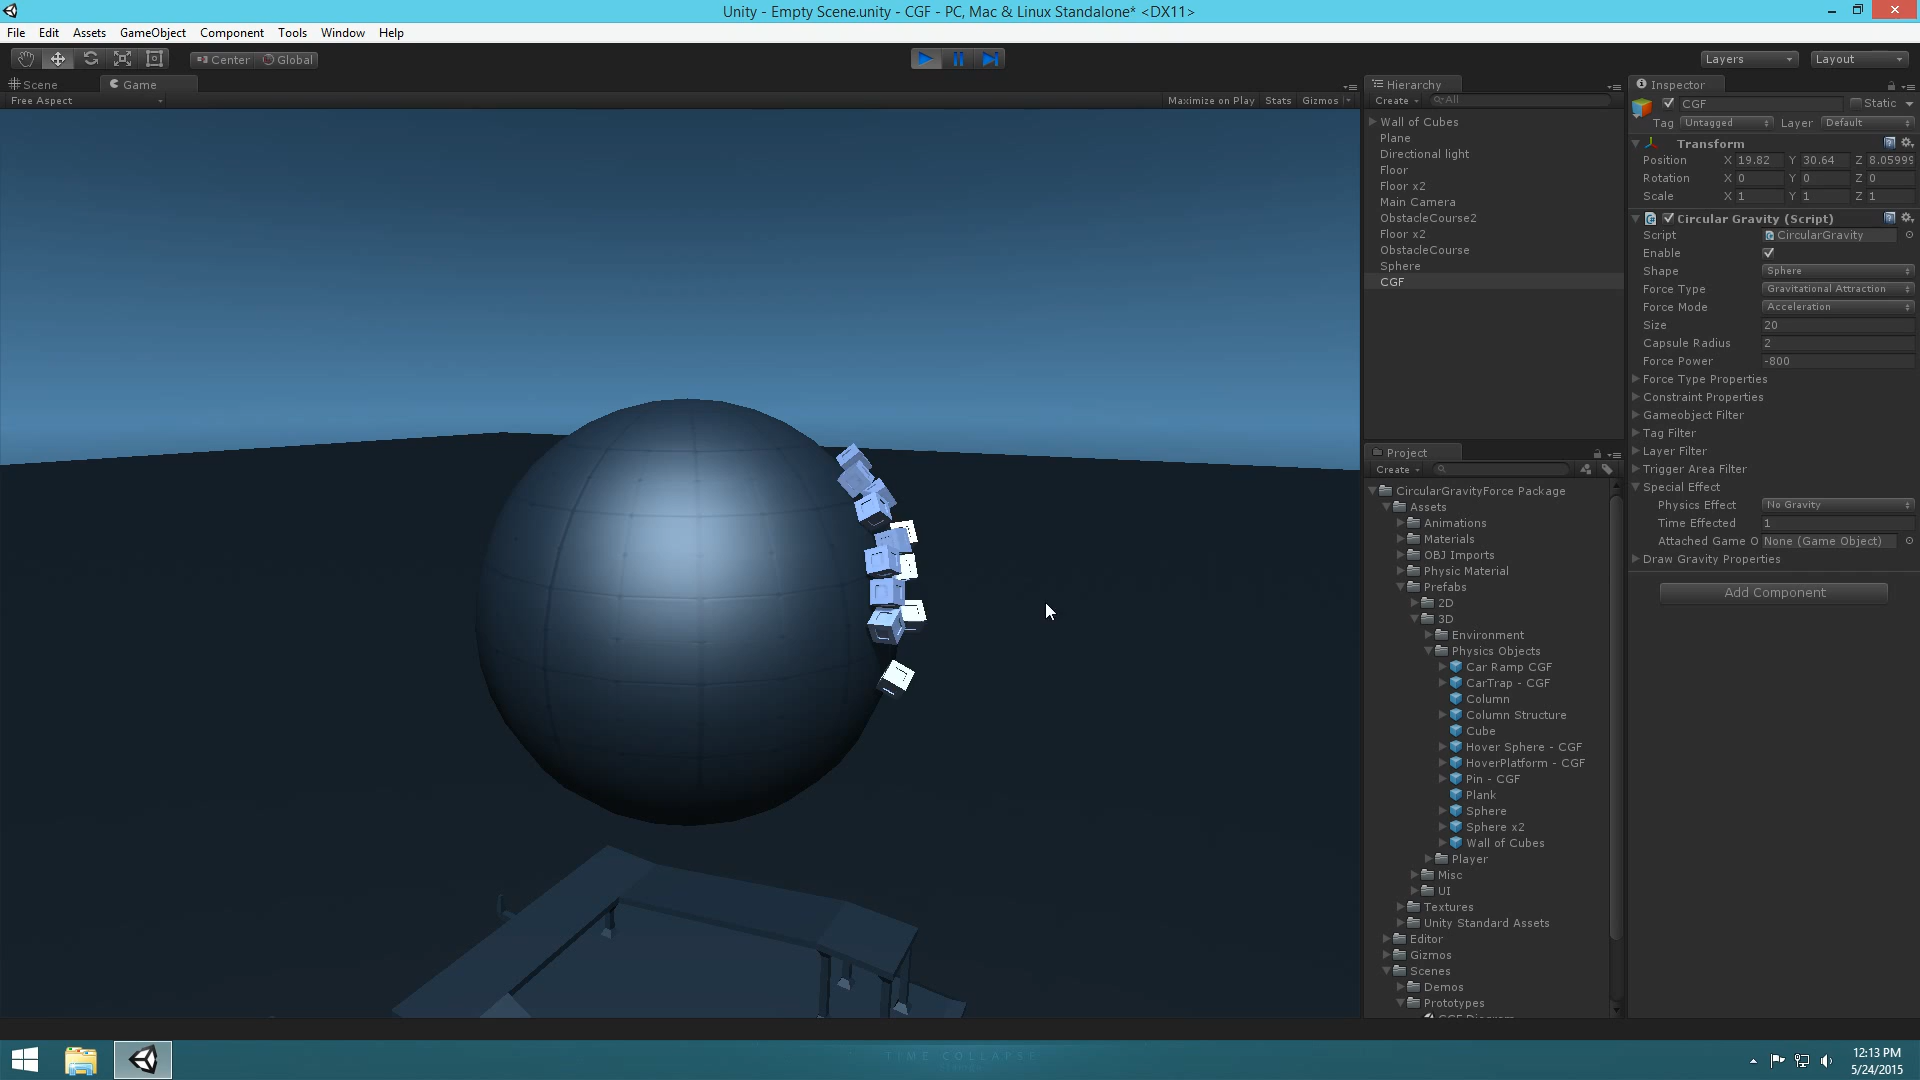 Unity - Empty Scene.unity - CGF - PC, Mac & Linux Standalone* <DX11>
File Edit Assets GameObject Component Tools Window Help
Center Global Layers Layout
Scene Game
Free Aspect Maximize on Play Stats Gizmos
Hierarchy
Create All
Wall of Cubes
Plane
Directional light
Floor
Floor x2
Main Camera
ObstacleCourse2
Floor x2
ObstacleCourse
Sphere
CGF
Project
Create
CircularGravityForce Package
Assets
Animations
Materials
OBJ Imports
Physic Material
Prefabs
2D
3D
Environment
Physics Objects
Car Ramp CGF
CarTrap - CGF
Column
Column Structure
Cube
Hover Sphere - CGF
HoverPlatform - CGF
Pin - CGF
Plank
Sphere
Sphere x2
Wall of Cubes
Player
Misc
UI
Textures
Unity Standard Assets
Editor
Gizmos
Scenes
Demos
Prototypes
Inspector
CGF Static
Tag Untagged Layer Default
Transform
Position X 19.82 Y 30.64 Z 8.05999
Rotation X 0 Y 0 Z 0
Scale X 1 Y 1 Z 1
Circular Gravity (Script)
Script CircularGravity
Enable
Shape Sphere
Force Type Gravitational Attraction
Force Mode Acceleration
Size 20
Capsule Radius 2
Force Power -800
Force Type Properties
Constraint Properties
Gameobject Filter
Tag Filter
Layer Filter
Trigger Area Filter
Special Effect
Physics Effect No Gravity
Time Effected 1
Attached Game O None (Game Object)
Draw Gravity Properties
Add Component
TIME COLLAPSE
12:13 PM
5/24/2015